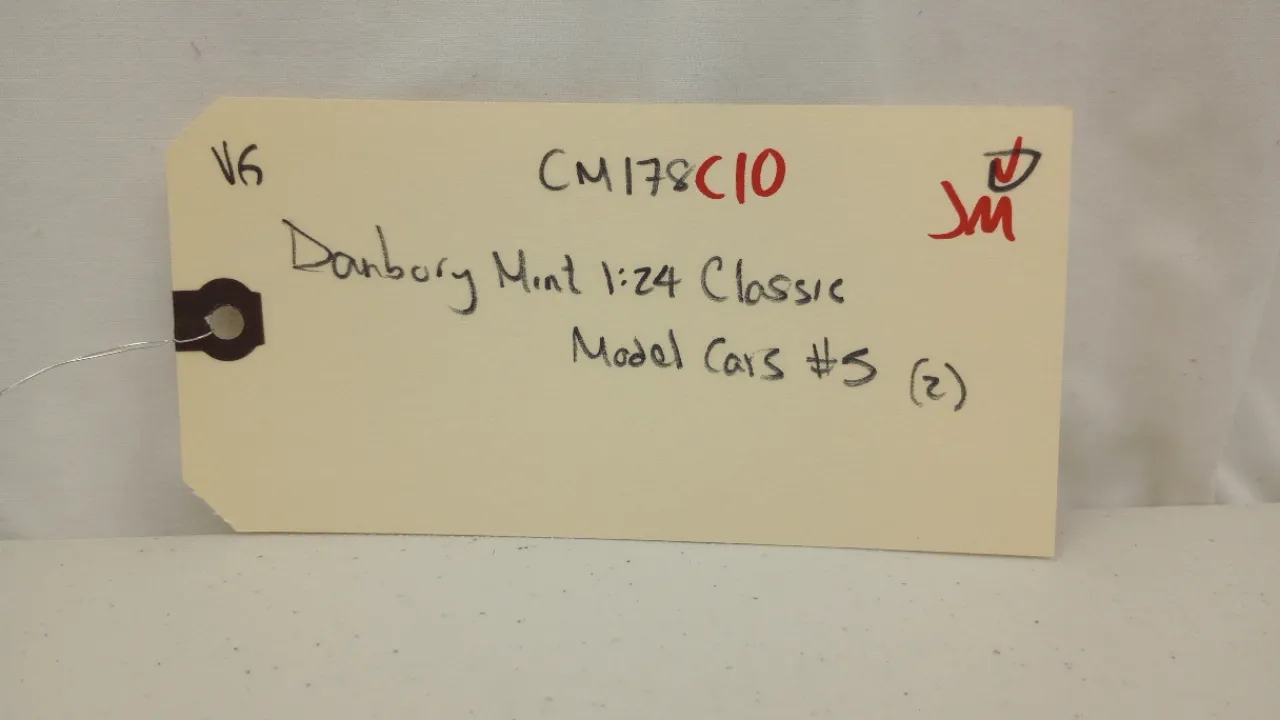 VG CM178C10
JM
Danbury Mint 1:24 Classic
Model Cars #5 (2)